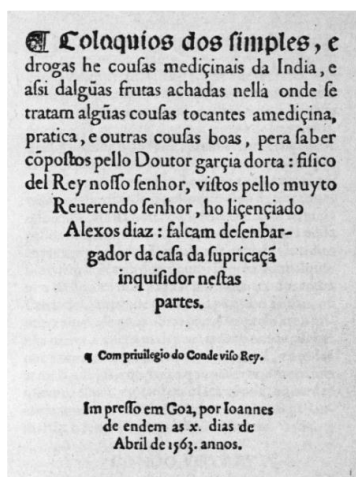 ¶ Coloquios dos ſimples, e
drogas he couſas mediçinais da India, e
aſsi dalgũas frutas achadas nella onde ſe
tratam algũas couſas tocantes amediçina,
pratica, e outras couſas boas, pera ſaber
cõpoſtos pello Doutor garçia dorta : fiſico
del Rey noſſo ſenhor, viſtos pello muyto
Reuerendo ſenhor, ho liçençiado
Alexos diaz : falcam deſenbar-
gador da caſa da ſupricaçã
inquiſidor neſtas
partes.
¶ Com priuilegio do Conde viſo Rey.
Impreſſo em Goa, por Ioannes
de endem as x. dias de
Abril de 1563. annos.